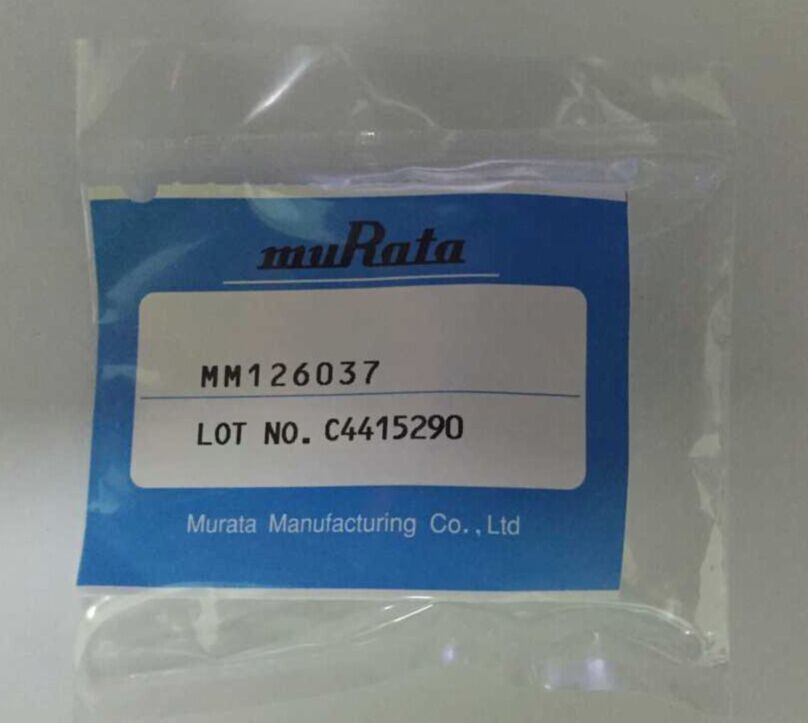 muRata
MM126037
LOT NO. C4415290
Murata Manufacturing Co.,Ltd